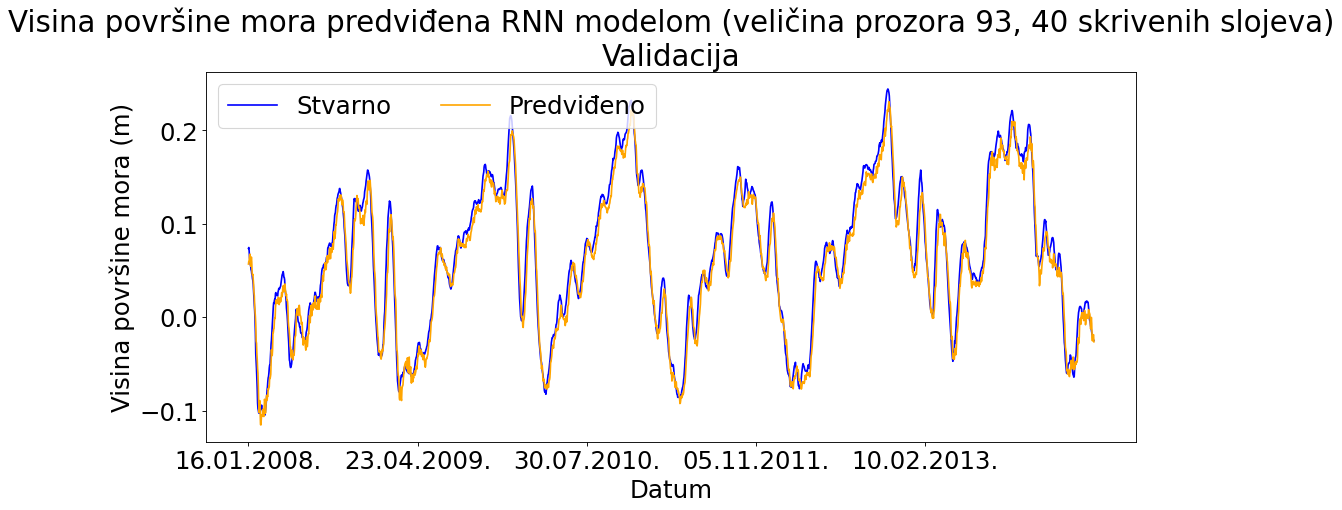 Visina površine mora predviđena RNN modelom (veličina prozora 93, 40 skrivenih slojeva)
Validacija
Stvarno Predviđeno
Visina površine mora (m)
0.2
0.1
0.0
−0.1
16.01.2008. 23.04.2009. 30.07.2010. 05.11.2011. 10.02.2013.
Datum